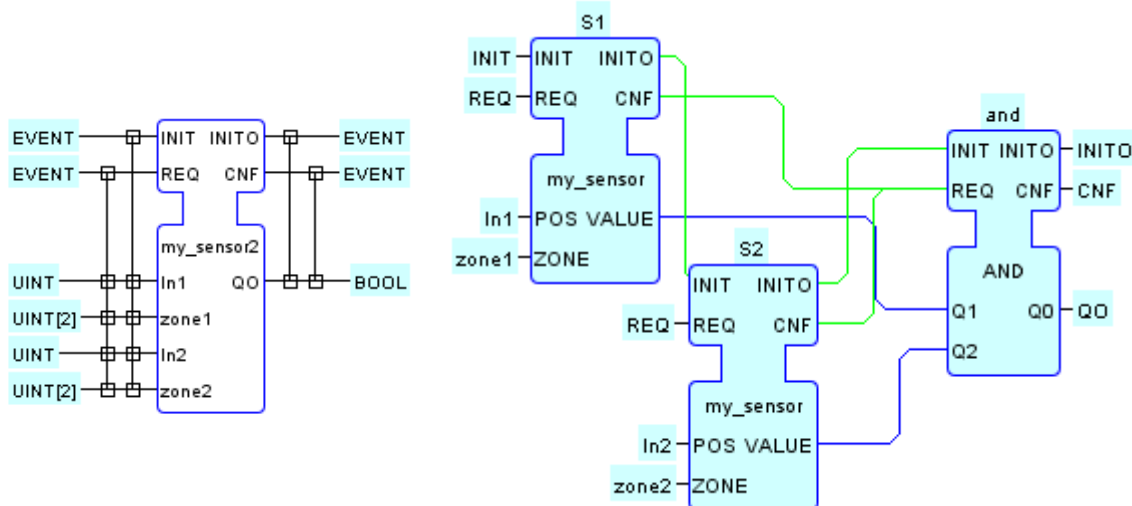 EVENT INIT INITO EVENT
EVENT REQ CNF EVENT
my_sensor2
UINT In1 QO BOOL
UINT[2] zone1
UINT In2
UINT[2] zone2
S1
INIT INIT INITO
REQ REQ CNF
my_sensor
In1 POS VALUE
zone1 ZONE
S2
INIT INITO
REQ REQ CNF
my_sensor
In2 POS VALUE
zone2 ZONE
and
INIT INITO INITO
REQ CNF CNF
AND
Q1 QO QO
Q2